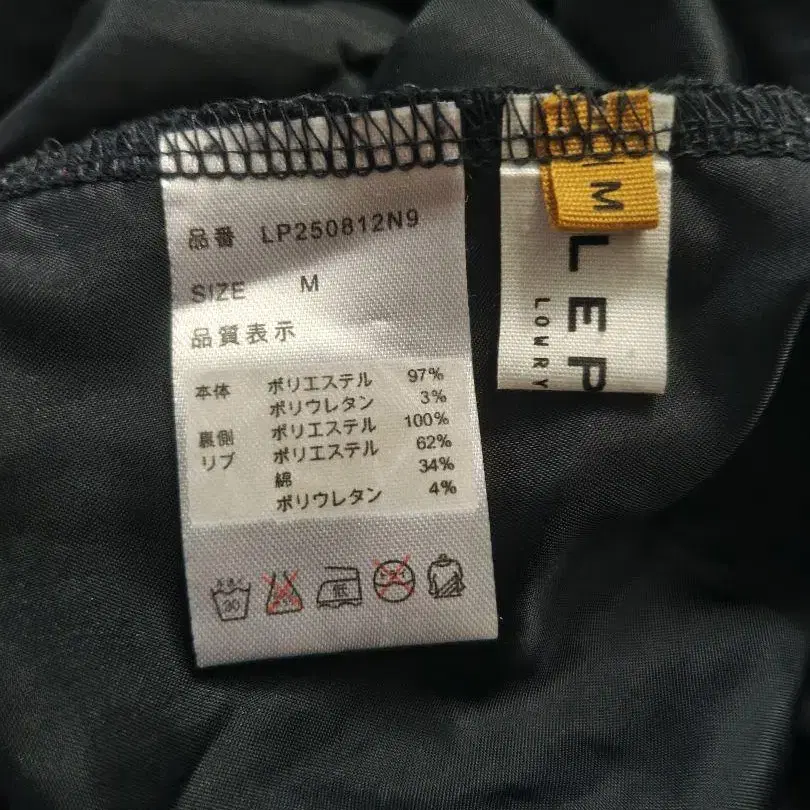 品番 LP250812N9
SIZE M
品質表示
本体 ポリエステル 97%
ポリウレタン 3%
裏側 ポリエステル 100%
リブ ポリエステル 62%
綿 34%
ポリウレタン 4%
30
低
M
LEP
LOWRY